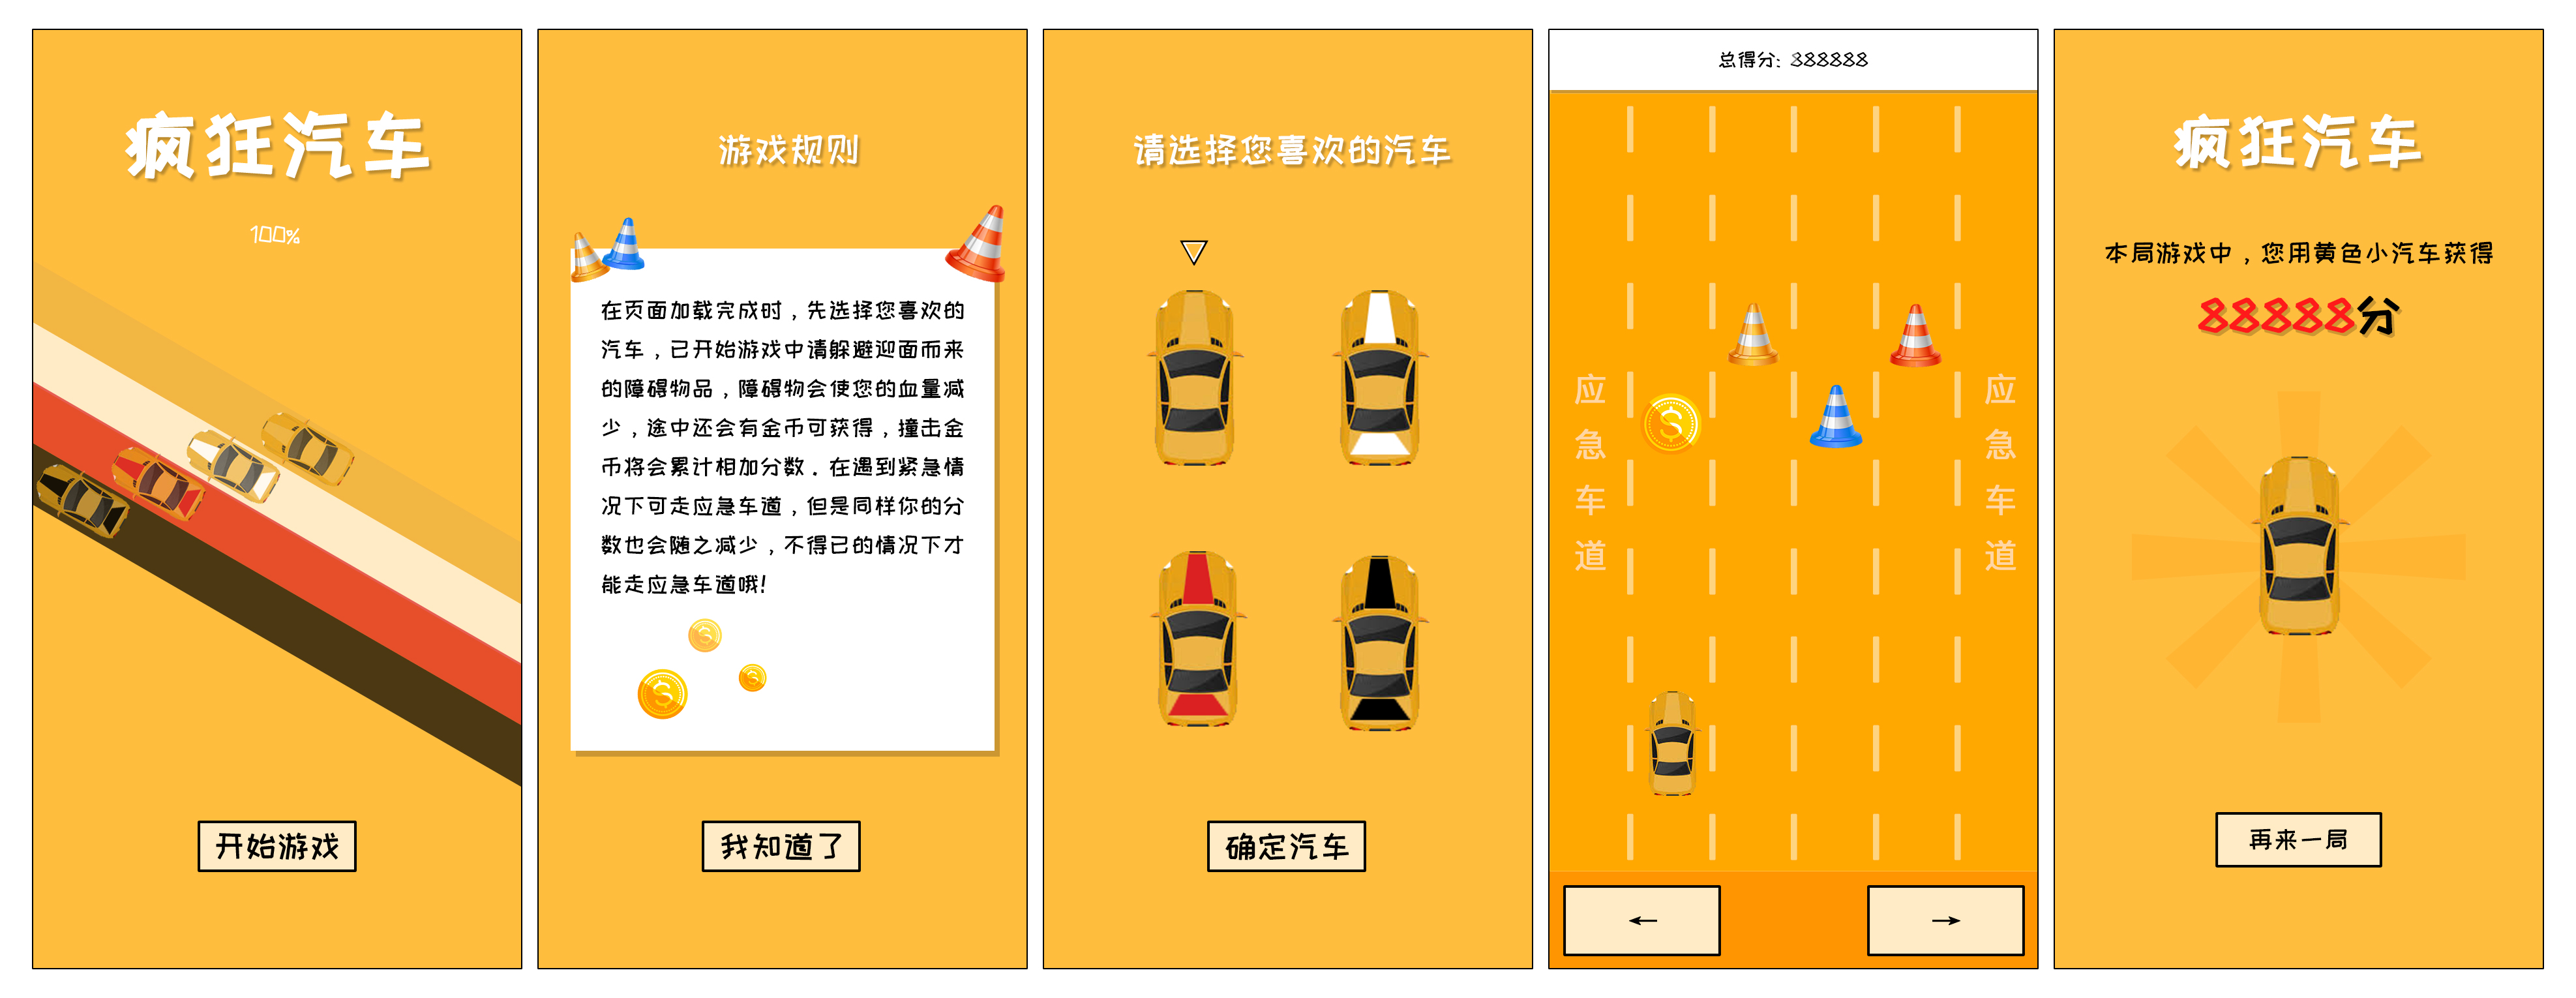 疯狂汽车
100%
开始游戏
游戏规则
在页面加载完成时，先选择您喜欢的
汽车，已开始游戏中请躲避迎面而来
的障碍物品，障碍物会使您的血量减
少，途中还会有金币可获得，撞击金
币将会累计相加分数．在遇到紧急情
况下可走应急车道，但是同样你的分
数也会随之减少，不得已的情况下才
能走应急车道哦！
我知道了
请选择您喜欢的汽车
确定汽车
总得分: 888888
应急车道
应急车道
←
→
疯狂汽车
本局游戏中，您用黄色小汽车获得
88888分
再来一局